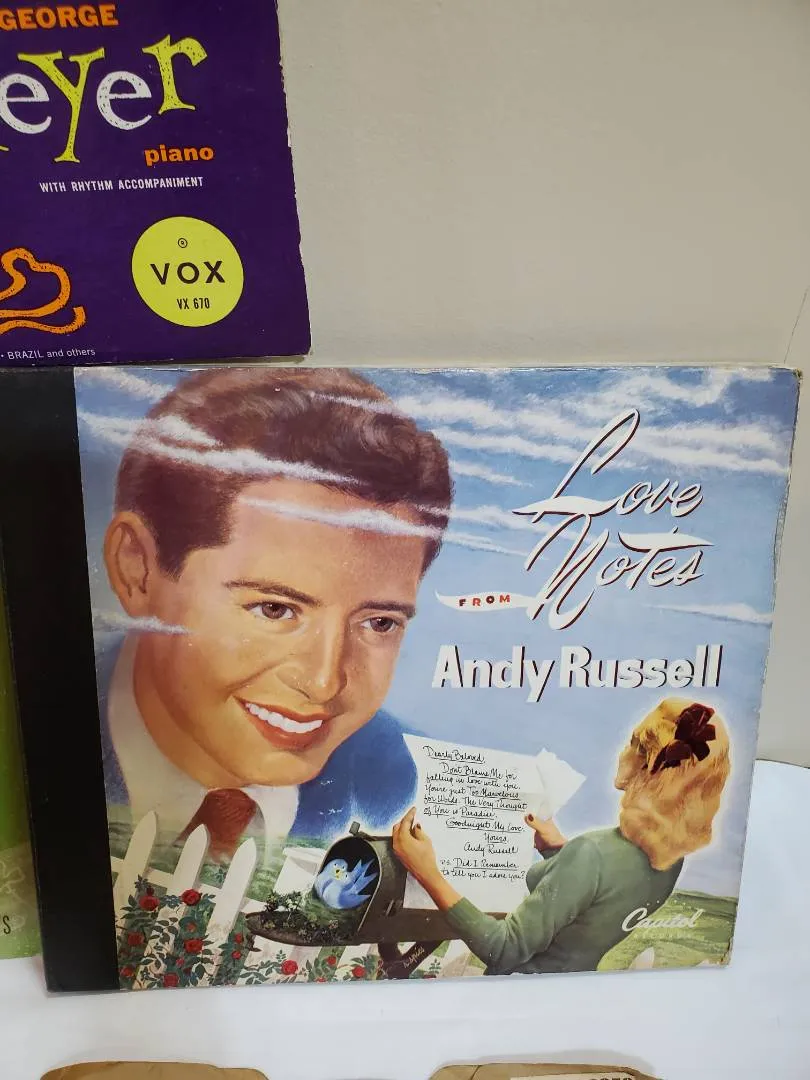 GEORGE
eyer
piano
WITH RHYTHM ACCOMPANIMENT
®
VOX
VX 670
• BRAZIL and others
Love
Notes
FROM
Andy Russell
Dearly Beloved,
Dont Blame Me for
falling in love with you.
You're just Too Marvelous
for Words. The Very Thought
of You is Paradise.
Goodnight My Love.
Yours,
Andy Russell
P.S. Did I Remember
to tell you I adore you?
Capitol
RECORDS
S